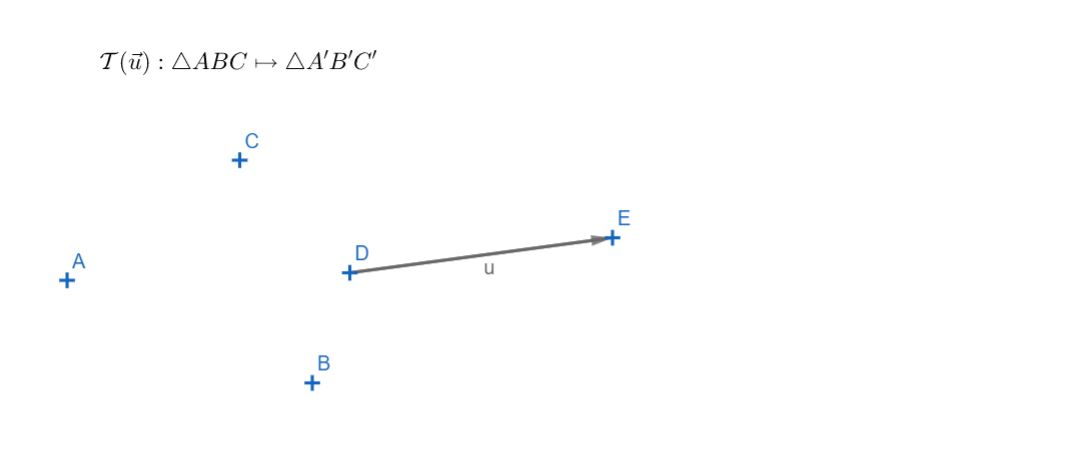 𝒯(u⃗) : △ABC ↦ △A′B′C′
C
E
D
A
u
B